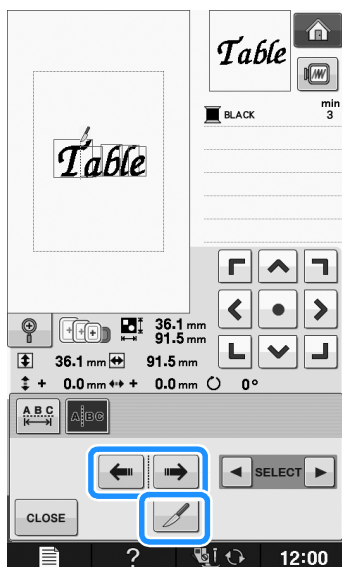 Table
BLACK
min
3
Table
36.1 mm
91.5 mm
36.1 mm 91.5 mm
+ 0.0 mm + 0.0 mm 0°
A B C
A BC
SELECT
CLOSE
? 12:00